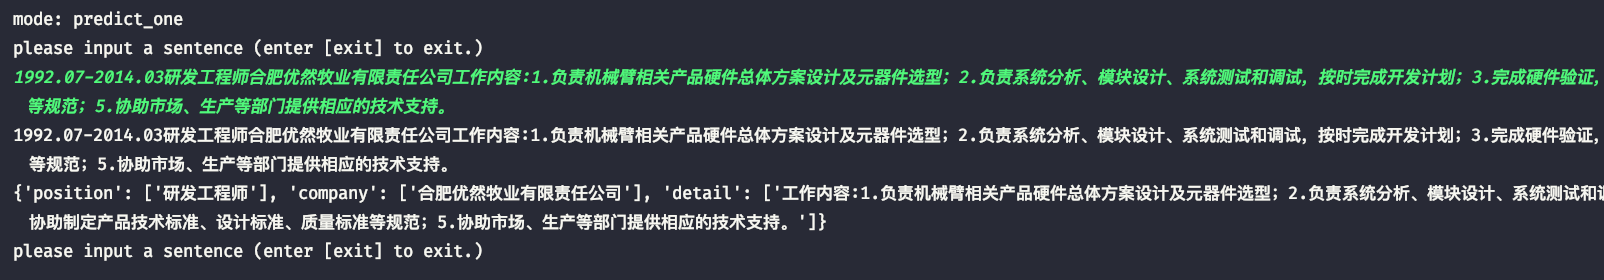 mode: predict_one
please input a sentence (enter [exit] to exit.)
1992.07-2014.03研发工程师合肥优然牧业有限责任公司工作内容:1.负责机械臂相关产品硬件总体方案设计及元器件选型；2.负责系统分析、模块设计、系统测试和调试，按时完成开发计划；3.完成硬件验证，
等规范；5.协助市场、生产等部门提供相应的技术支持。
1992.07-2014.03研发工程师合肥优然牧业有限责任公司工作内容:1.负责机械臂相关产品硬件总体方案设计及元器件选型；2.负责系统分析、模块设计、系统测试和调试，按时完成开发计划；3.完成硬件验证，
等规范；5.协助市场、生产等部门提供相应的技术支持。
{'position': ['研发工程师'], 'company': ['合肥优然牧业有限责任公司'], 'detail': ['工作内容:1.负责机械臂相关产品硬件总体方案设计及元器件选型；2.负责系统分析、模块设计、系统测试和
协助制定产品技术标准、设计标准、质量标准等规范；5.协助市场、生产等部门提供相应的技术支持。']}
please input a sentence (enter [exit] to exit.)